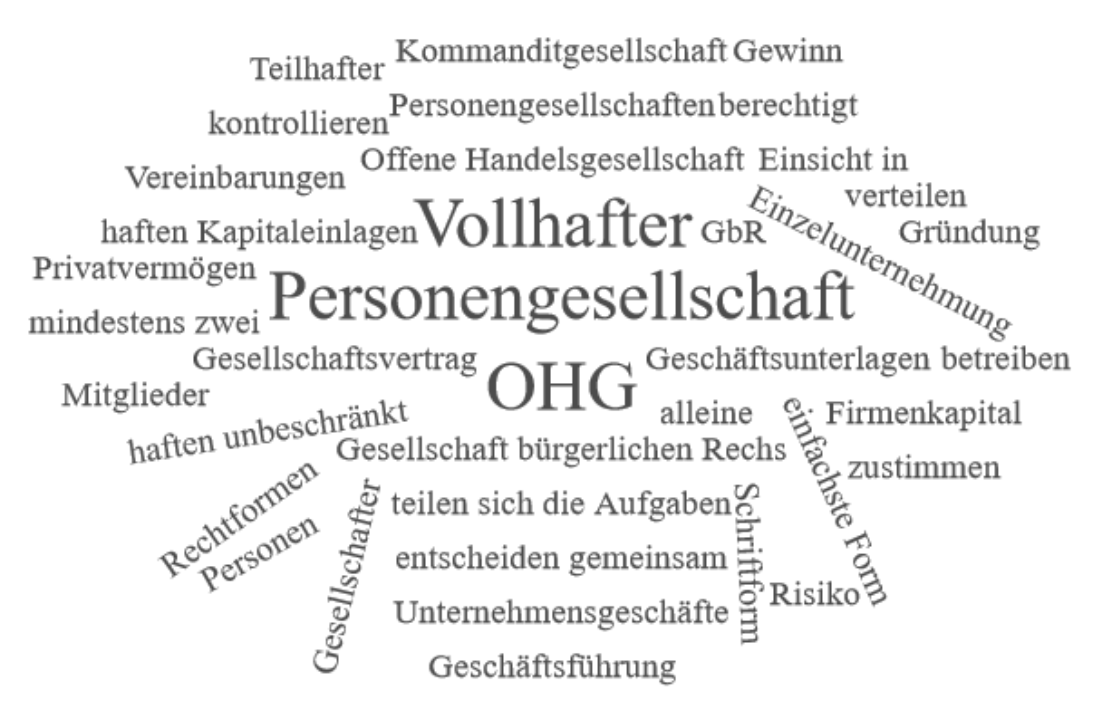 Teilhafter Kommanditgesellschaft Gewinn
kontrollieren Personengesellschaften berechtigt
Vereinbarungen Offene Handelsgesellschaft Einsicht in
verteilen
haften Kapitaleinlagen Vollhafter GbR Einzelunternehmung Gründung
Privatvermögen
Personengesellschaft
mindestens zwei
Gesellschaftsvertrag OHG Geschäftsunterlagen betreiben
Mitglieder
haften unbeschränkt
alleine
einfachste Form
Firmenkapital
Gesellschaft bürgerlichen Rechs
zustimmen
Rechtformen
Personen
Gesellschafter
teilen sich die Aufgaben
Schriftform
entscheiden gemeinsam
Risiko
Unternehmensgeschäfte
Geschäftsführung